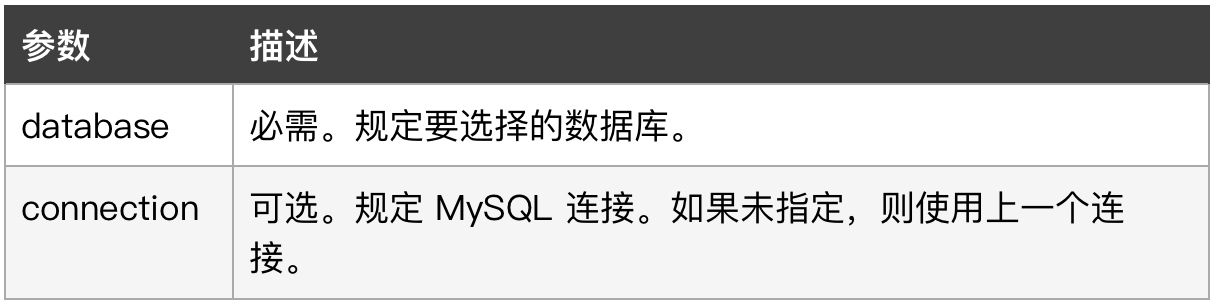 参数 描述
database 必需。规定要选择的数据库。
connection 可选。规定 MySQL 连接。如果未指定，则使用上一个连
接。